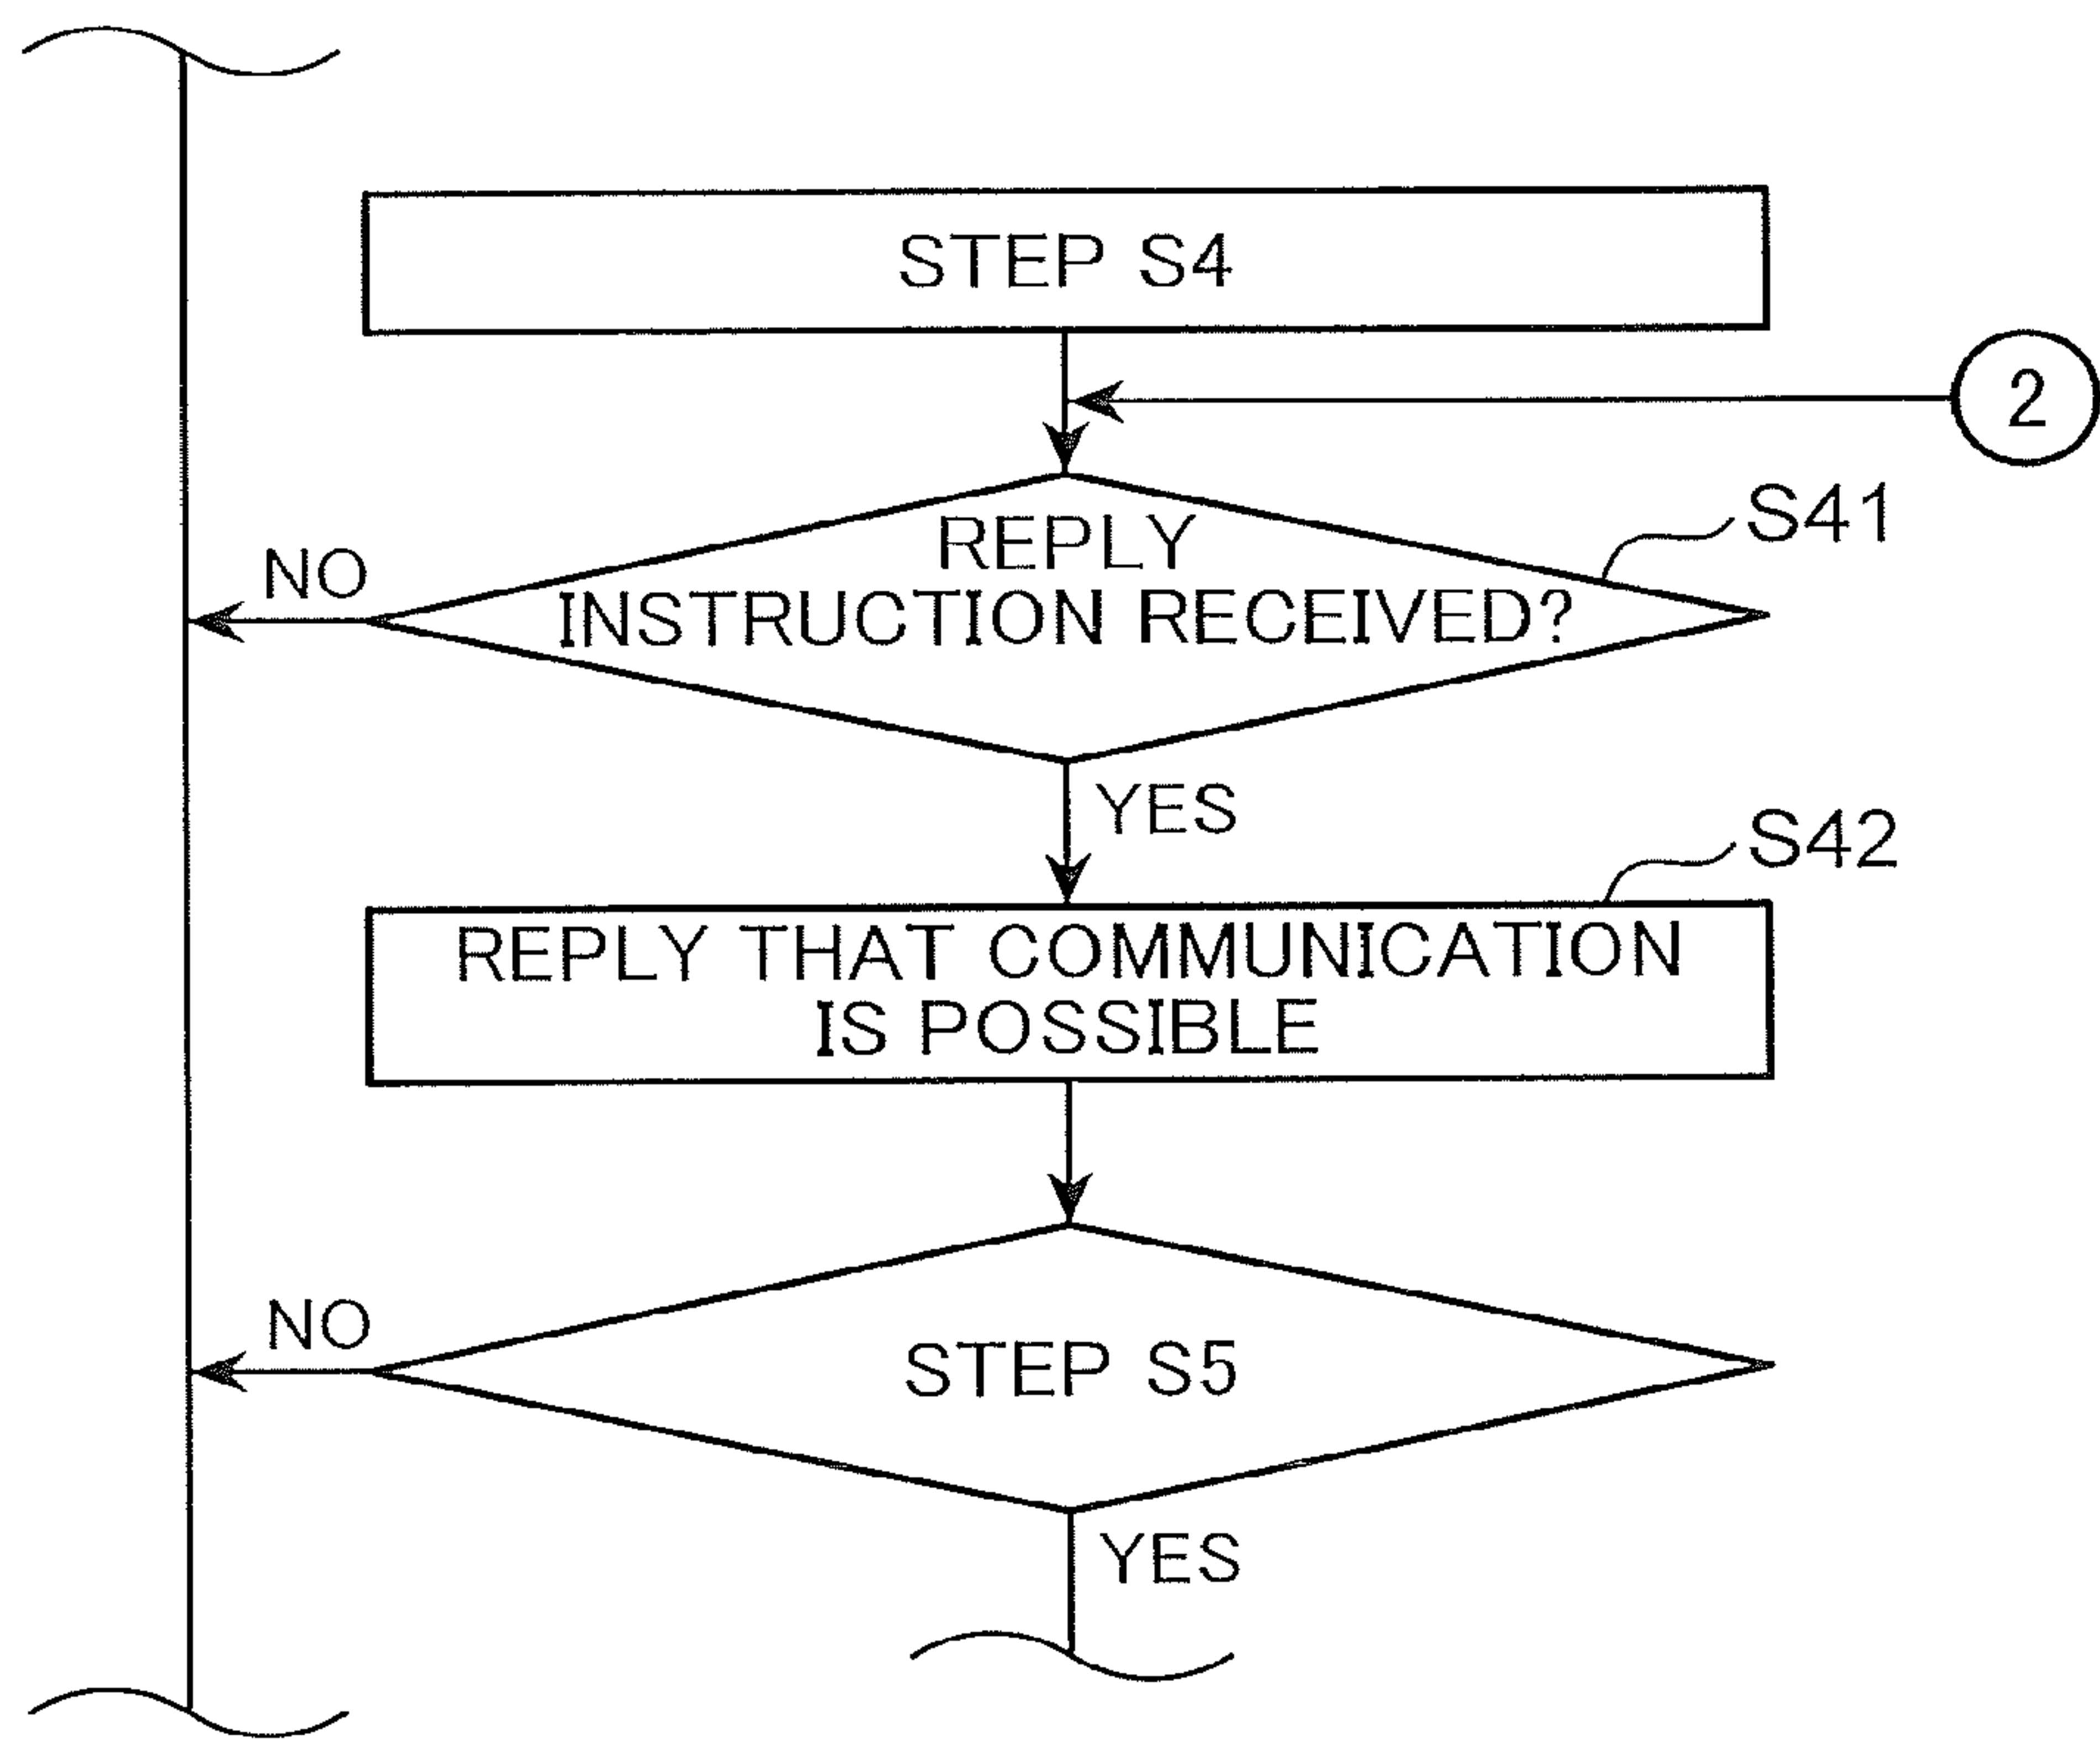 STEP S4
2
S41
NO
REPLY
INSTRUCTION RECEIVED?
YES
S42
REPLY THAT COMMUNICATION
IS POSSIBLE
NO
STEP S5
YES